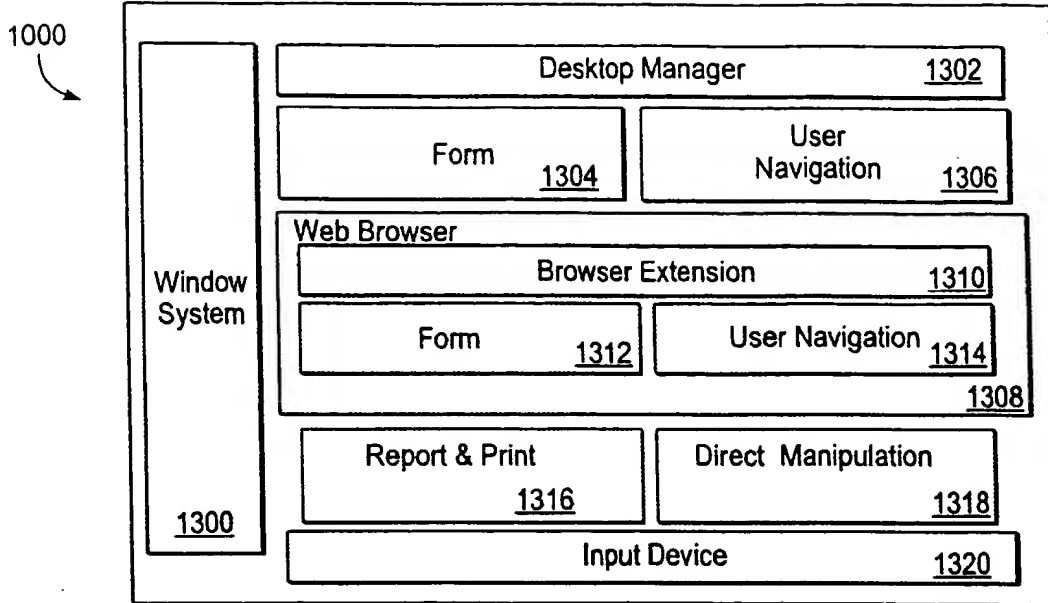 1000
Desktop Manager 1302
Form 1304
User
Navigation 1306
Web Browser
Browser Extension 1310
Form 1312
User Navigation 1314
1308
Window
System
1300
Report & Print
1316
Direct Manipulation
1318
Input Device 1320